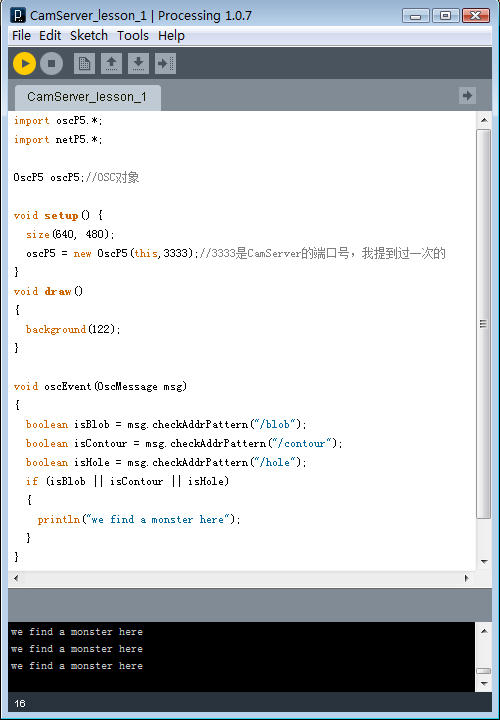 CamServer_lesson_1 | Processing 1.0.7
File Edit Sketch Tools Help
CamServer_lesson_1
import oscP5.*;
import netP5.*;
OscP5 oscP5;//OSC对象
void setup() {
size(640, 480);
oscP5 = new OscP5(this,3333);//3333是CamServer的端口号，我提到过一次的
}
void draw()
{
background(122);
}
void oscEvent(OscMessage msg)
{
boolean isBlob = msg.checkAddrPattern("/blob");
boolean isContour = msg.checkAddrPattern("/contour");
boolean isHole = msg.checkAddrPattern("/hole");
if (isBlob || isContour || isHole)
{
println("we find a monster here");
}
}
we find a monster here
we find a monster here
we find a monster here
16